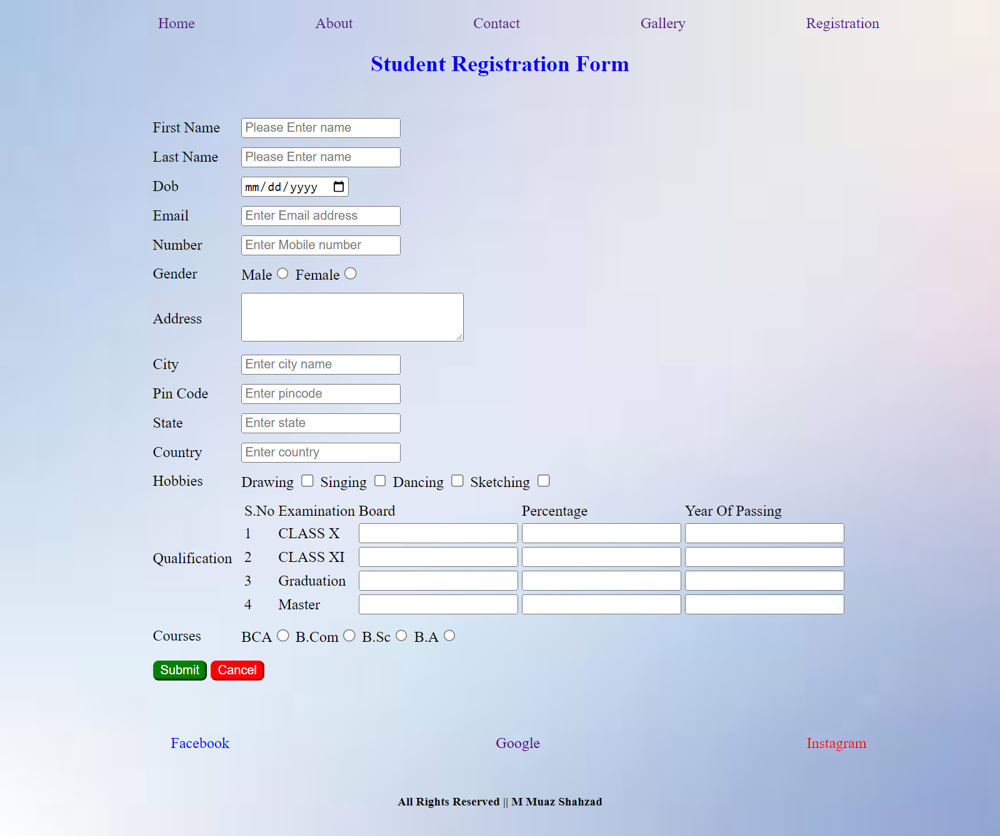 Home About Contact Gallery Registration
Student Registration Form
First Name Please Enter name
Last Name Please Enter name
Dob mm/dd/yyyy
Email Enter Email address
Number Enter Mobile number
Gender Male Female
Address
City Enter city name
Pin Code Enter pincode
State Enter state
Country Enter country
Hobbies Drawing Singing Dancing Sketching
S.No Examination Board Percentage Year Of Passing
1 CLASS X
Qualification 2 CLASS XI
3 Graduation
4 Master
Courses BCA B.Com B.Sc B.A
Submit Cancel
Facebook Google Instagram
All Rights Reserved || M Muaz Shahzad